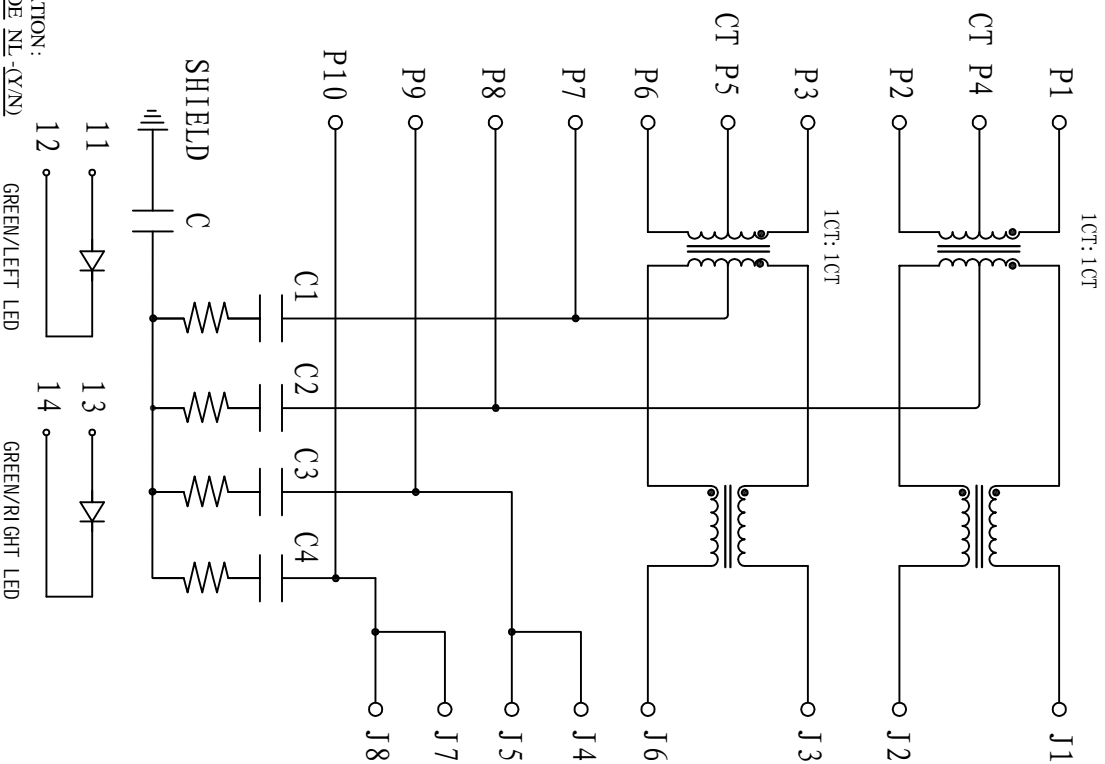 P1
CT P4
P2
P3
CT P5
P6
P7
P8
P9
P10
1CT:1CT
1CT:1CT
J1
J2
J3
J6
J4
J5
J7
J8
SHIELD
C
C1
C2
C3
C4
11
12
GREEN/LEFT LED
13
14
GREEN/RIGHT LED
TION:
DE NL-(Y/N)